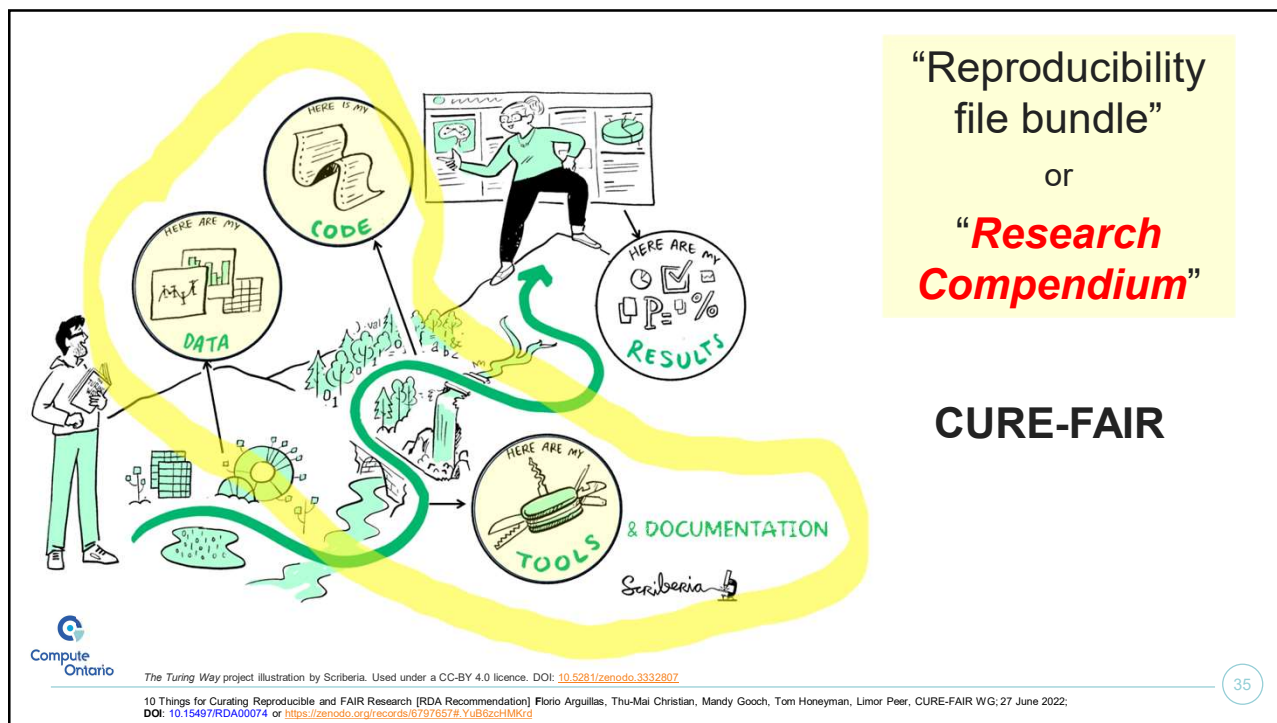 “Reproducibility
file bundle”
or
“Research
Compendium”
CURE-FAIR
HERE IS MY
CODE
HERE ARE MY
DATA
HERE ARE MY
P= %
RESULTS
HERE ARE MY
TOOLS
& DOCUMENTATION
Scriberia
Compute
Ontario
The Turing Way project illustration by Scriberia. Used under a CC-BY 4.0 licence. DOI: 10.5281/zenodo.3332807
10 Things for Curating Reproducible and FAIR Research [RDA Recommendation] Florio Arguillas, Thu-Mai Christian, Mandy Gooch, Tom Honeyman, Limor Peer, CURE-FAIR WG; 27 June 2022;
DOI: 10.15497/RDA00074 or https://zenodo.org/records/6797657#.YuB6zcHMKrd
35